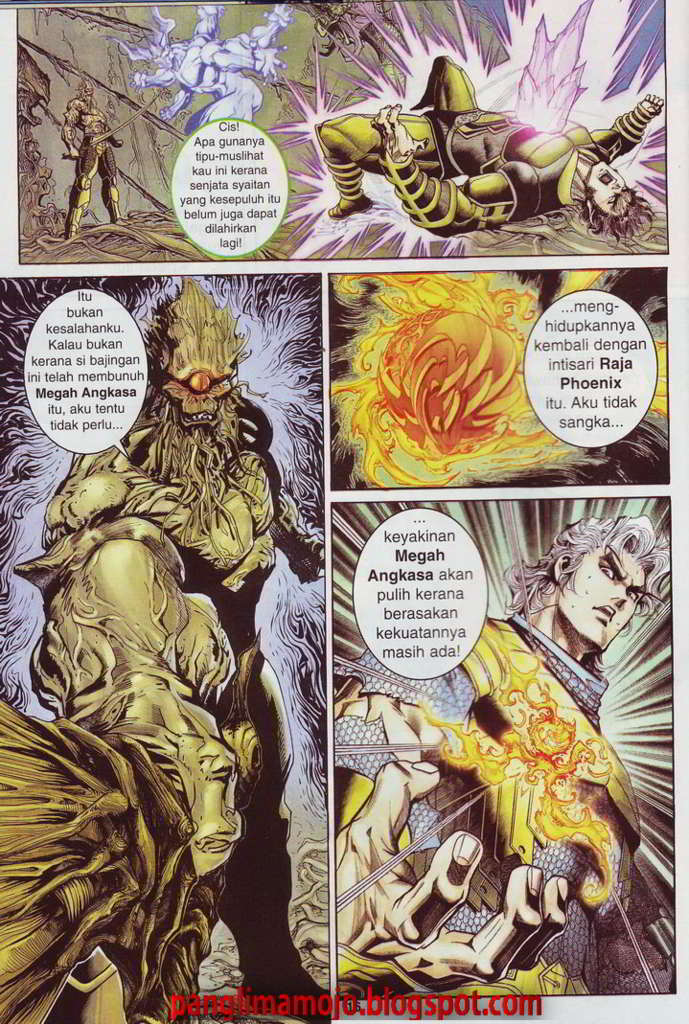 Cis!
Apa gunanya
tipu-muslihat
kau ini kerana
senjata syaitan
yang kesepuluh itu
belum juga dapat
dilahirkan
lagi!
Itu
bukan
kesalahanku.
Kalau bukan
kerana si bajingan
ini telah membunuh
Megah Angkasa
itu, aku tentu
tidak perlu...
...meng-
hidupkannya
kembali dengan
intisari Raja
Phoenix
itu. Aku tidak
sangka...
...
keyakinan
Megah
Angkasa akan
pulih kerana
berasakan
kekuatannya
masih ada!
panglimamojo.blogspot.com